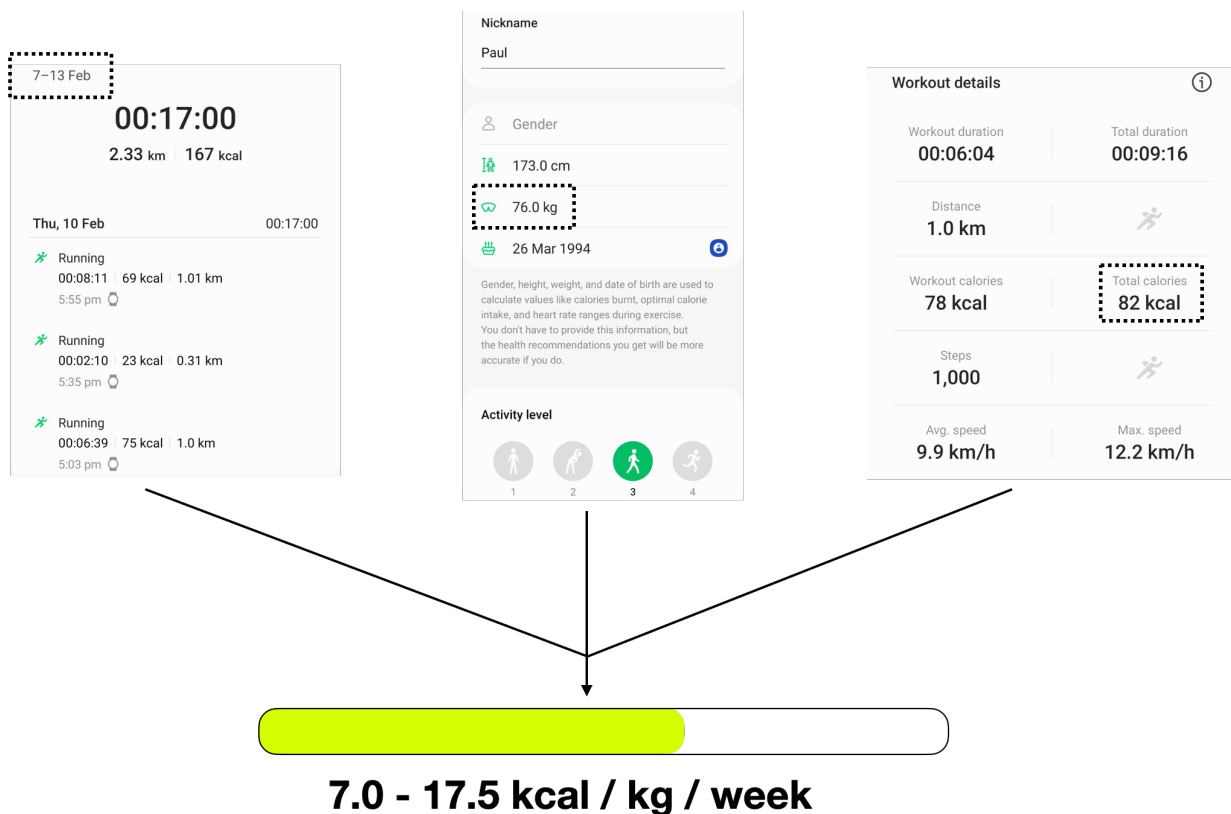 7–13 Feb
00:17:00
2.33 km 167 kcal
Thu, 10 Feb 00:17:00
Running
00:08:11 69 kcal 1.01 km
5:55 pm
Running
00:02:10 23 kcal 0.31 km
5:35 pm
Running
00:06:39 75 kcal 1.0 km
5:03 pm
Nickname
Paul
Gender
173.0 cm
76.0 kg
26 Mar 1994
Gender, height, weight, and date of birth are used to
calculate values like calories burnt, optimal calorie
intake, and heart rate ranges during exercise.
You don't have to provide this information, but
the health recommendations you get will be more
accurate if you do.
Activity level
1 2 3 4
Workout details
Workout duration Total duration
00:06:04 00:09:16
Distance
1.0 km
Workout calories Total calories
78 kcal 82 kcal
Steps
1,000
Avg. speed Max. speed
9.9 km/h 12.2 km/h
7.0 - 17.5 kcal / kg / week